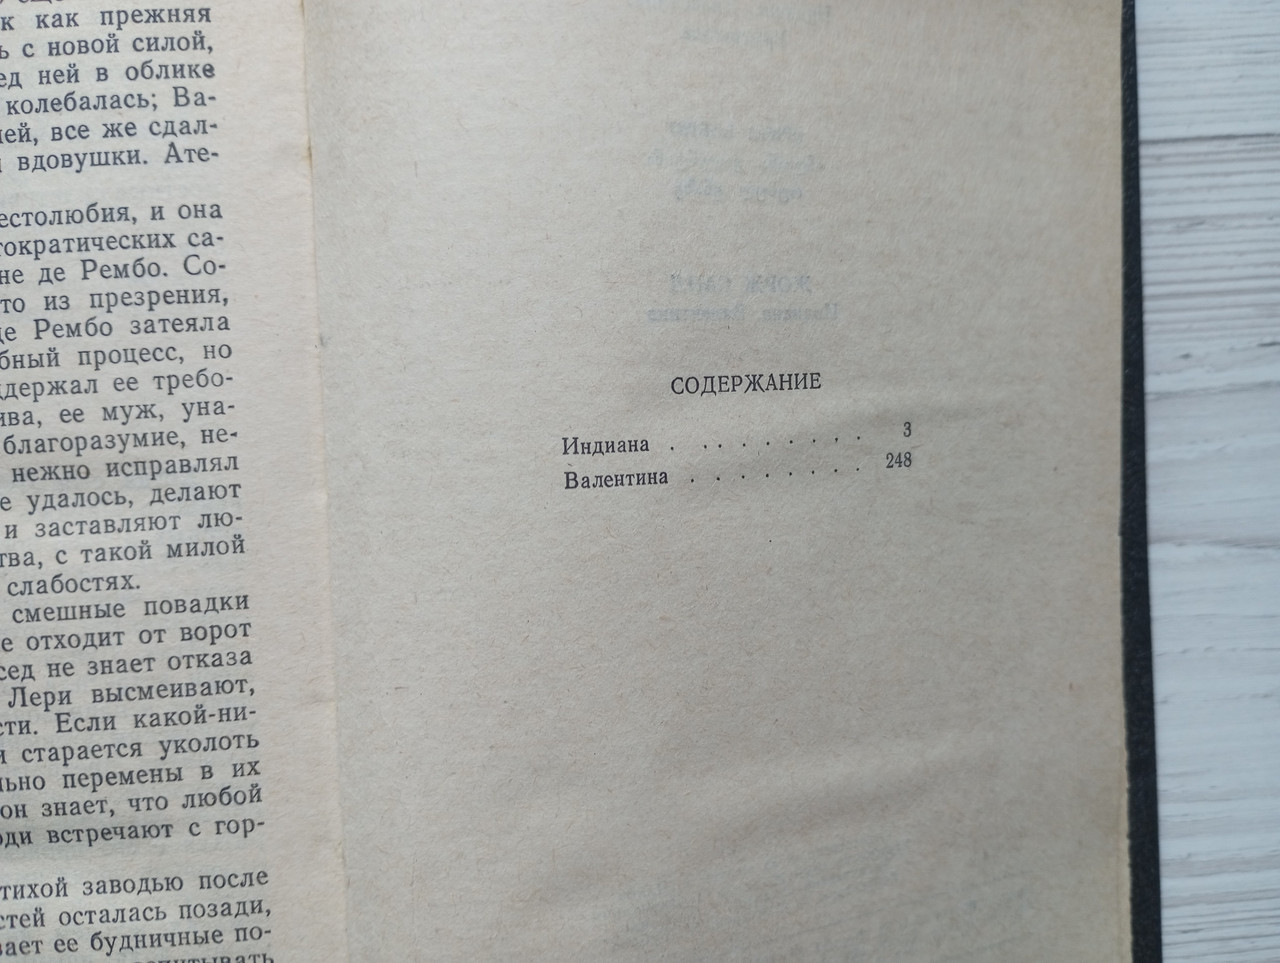 к как прежняя
ь с новой силой,
ед ней в облике
колебалась; Ва-
ней, все же сдал-
вдовушки. Ате-
естолюбия, и она
тократических са-
не де Рембо. Со-
то из презрения,
де Рембо затеяла
бный процесс, но
ддержал ее требо-
ива, ее муж, уна-
благоразумие, не-
нежно исправлял
е удалось, делают
и заставляют лю-
тва, с такой милой
слабостях.
смешные повадки
е отходит от ворот
сед не знает отказа
Лери высмеивают,
сти. Если какой-ни-
и старается уколоть
льно перемены в их
он знает, что любой
юди встречают с гор-
тихой заводью после
стей осталась позади,
вает ее будничные по-
СОДЕРЖАНИЕ
Индиана . . . . . . . . . 3
Валентина . . . . . . . . 248